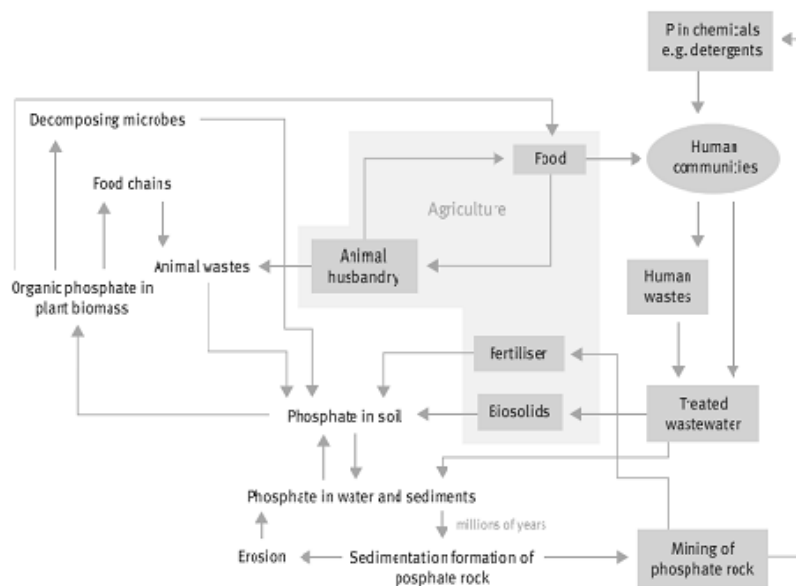 P in chemicals
e.g. detergents
Decomposing microbes
Food
Human
communities
Food chains
Agriculture
Animal wastes
Animal
husbandry
Human
wastes
Organic phosphate in
plant biomass
Fertiliser
Phosphate in soil
Biosolids
Treated
wastewater
Phosphate in water and sediments
millions of years
Erosion
Sedimentation formation of
posphate rock
Mining of
phosphate rock